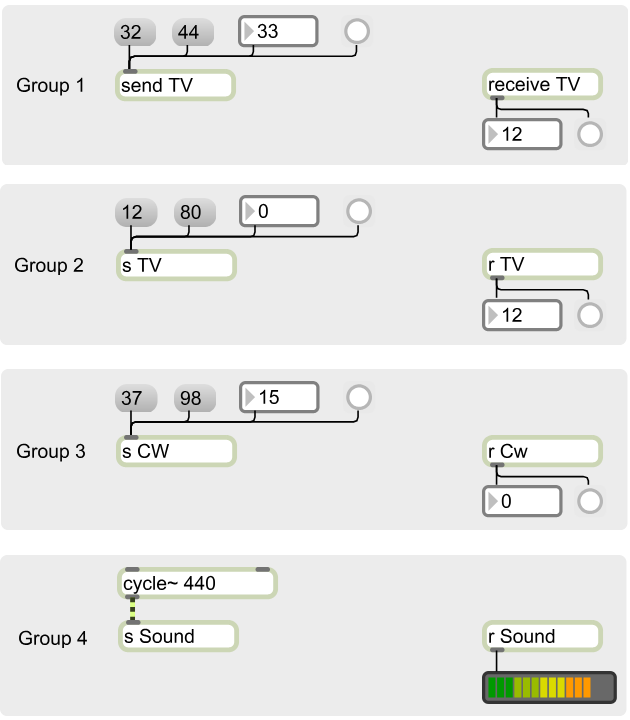 32 44 33
Group 1 send TV receive TV
12
12 80 0
Group 2 s TV r TV
12
37 98 15
Group 3 s CW r Cw
0
cycle~ 440
Group 4 s Sound r Sound